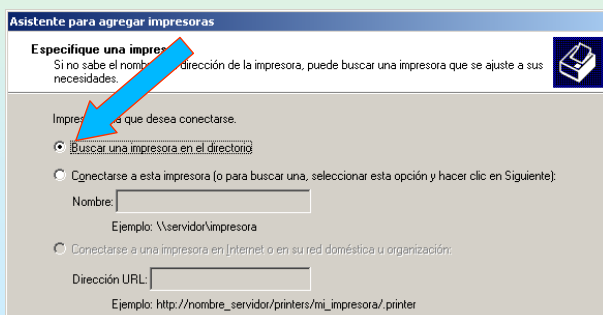 Asistente para agregar impresoras
Especifique una impres
Si no sabe el nomb dirección de la impresora, puede buscar una impresora que se ajuste a sus
necesidades.
Impre a que desea conectarse.
Buscar una impresora en el directorio
Conectarse a esta impresora (o para buscar una, seleccionar esta opción y hacer clic en Siguiente):
Nombre:
Ejemplo: \\servidor\impresora
Conectarse a una impresora en Internet o en su red doméstica u organización:
Dirección URL:
Ejemplo: http://nombre_servidor/printers/mi_impresora/.printer